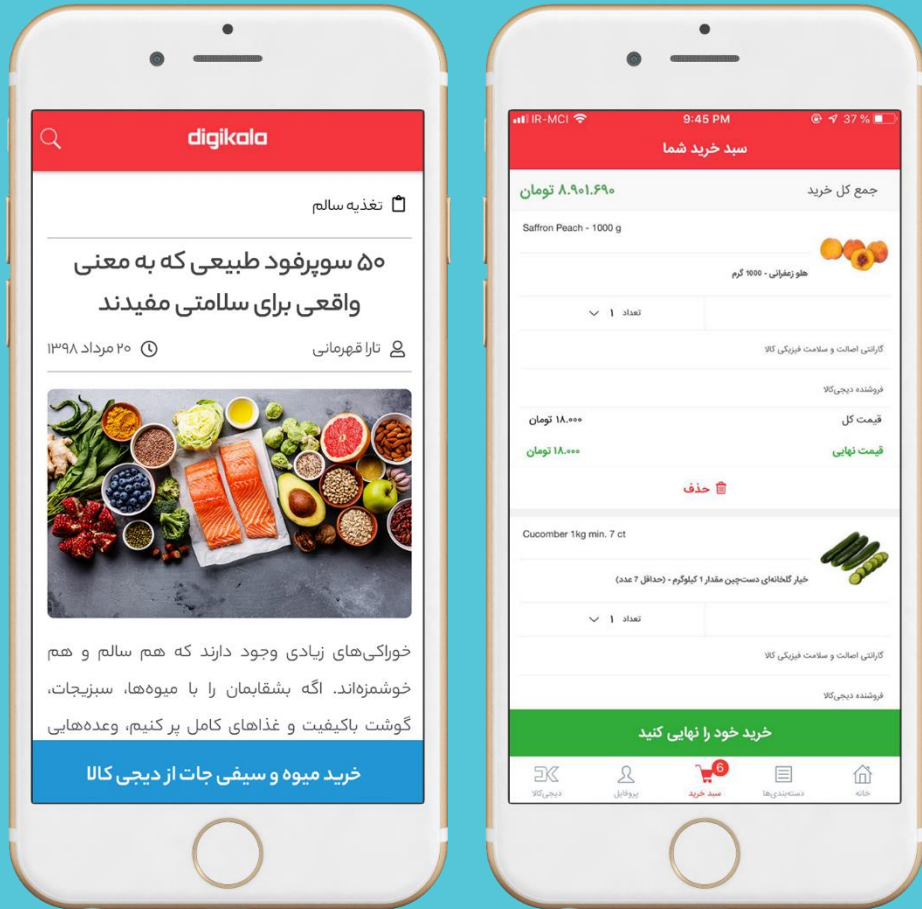 digikala
تغذیه سالم
۵۰ سوپرفود طبیعی که به معنی
واقعی برای سلامتی مفیدند
تارا قهرمانی
۲۰ مرداد ۱۳۹۸
خوراکی‌های زیادی وجود دارند که هم سالم و هم
خوشمزه‌اند. اگه بشقابمان را با میوه‌ها، سبزیجات،
گوشت باکیفیت و غذاهای کامل پر کنیم، وعده‌هایی
خرید میوه و سیفی جات از دیجی کالا
IR-MCI 9:45 PM 37 %
سبد خرید شما
جمع کل خرید ۸.۹۰۱.۶۹۰ تومان
Saffron Peach - 1000 g
هلو زعفرانی - 1000 گرم
تعداد ۱
گارانتی اصالت و سلامت فیزیکی کالا
فروشنده دیجی‌کالا
قیمت کل ۱۸.۰۰۰ تومان
قیمت نهایی ۱۸.۰۰۰ تومان
حذف
Cucomber 1kg min. 7 ct
خیار گلخانه‌ای دست‌چین مقدار 1 کیلوگرم - (حداقل 7 عدد)
تعداد ۱
گارانتی اصالت و سلامت فیزیکی کالا
فروشنده دیجی‌کالا
خرید خود را نهایی کنید
6
خانه دسته‌بندی‌ها سبد خرید پروفایل دیجی‌کالا